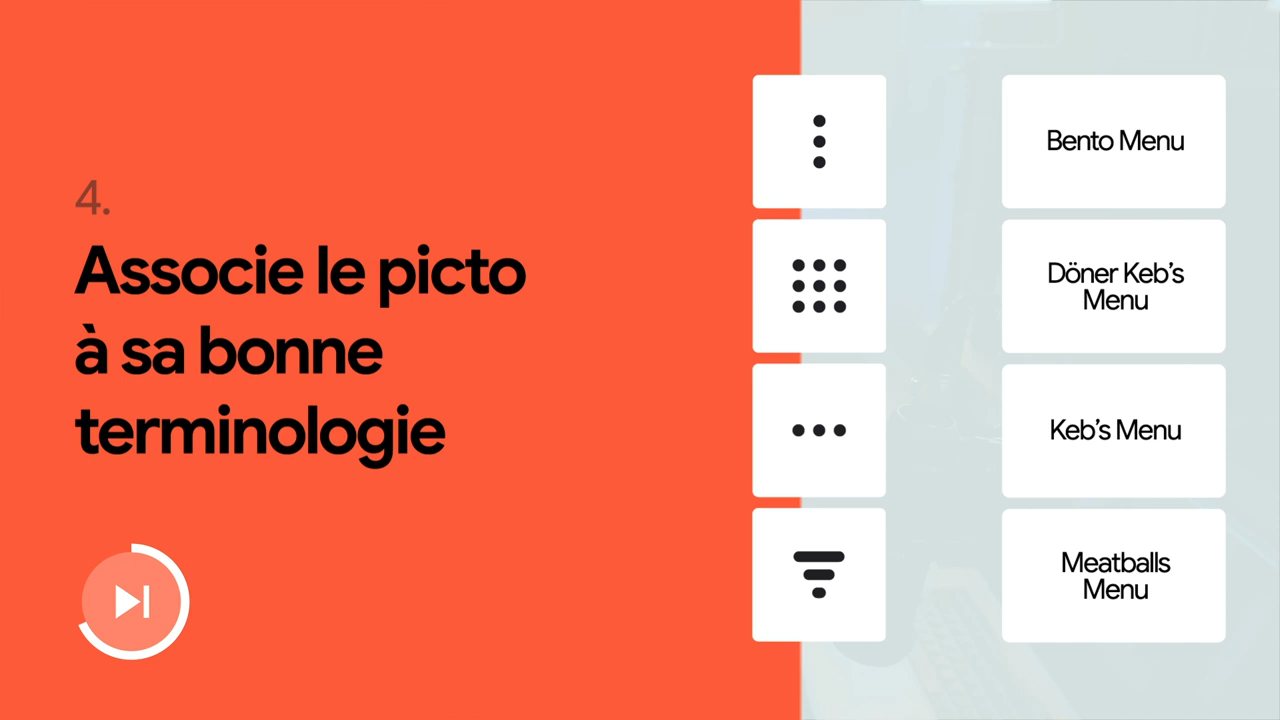 4.
Associe le picto
à sa bonne
terminologie
Bento Menu
Döner Keb’s
Menu
Keb’s Menu
Meatballs
Menu